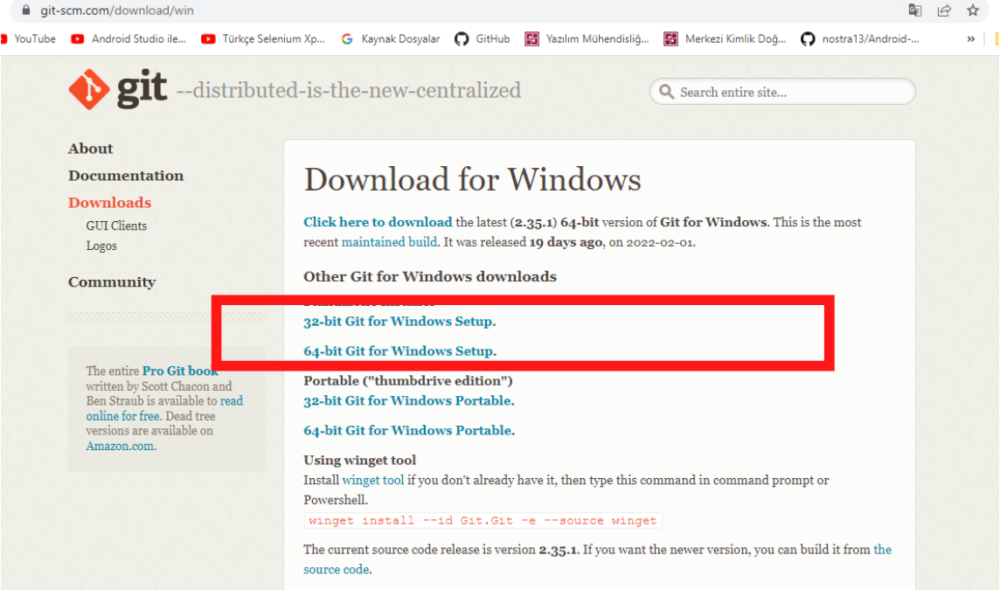 git-scm.com/download/win
YouTube Android Studio ile... Türkçe Selenium Xp... Kaynak Dosyalar GitHub Yazılım Mühendisliğ... Merkezi Kimlik Doğ... nostra13/Android-... »
git --distributed-is-the-new-centralized
Search entire site...
About
Documentation
Downloads
GUI Clients
Logos
Community
The entire Pro Git book
written by Scott Chacon and
Ben Straub is available to read
online for free. Dead tree
versions are available on
Amazon.com.
Download for Windows
Click here to download the latest (2.35.1) 64-bit version of Git for Windows. This is the most
recent maintained build. It was released 19 days ago, on 2022-02-01.
Other Git for Windows downloads
32-bit Git for Windows Setup.
64-bit Git for Windows Setup.
Portable ("thumbdrive edition")
32-bit Git for Windows Portable.
64-bit Git for Windows Portable.
Using winget tool
Install winget tool if you don't already have it, then type this command in command prompt or
Powershell.
winget install --id Git.Git -e --source winget
The current source code release is version 2.35.1. If you want the newer version, you can build it from the
source code.